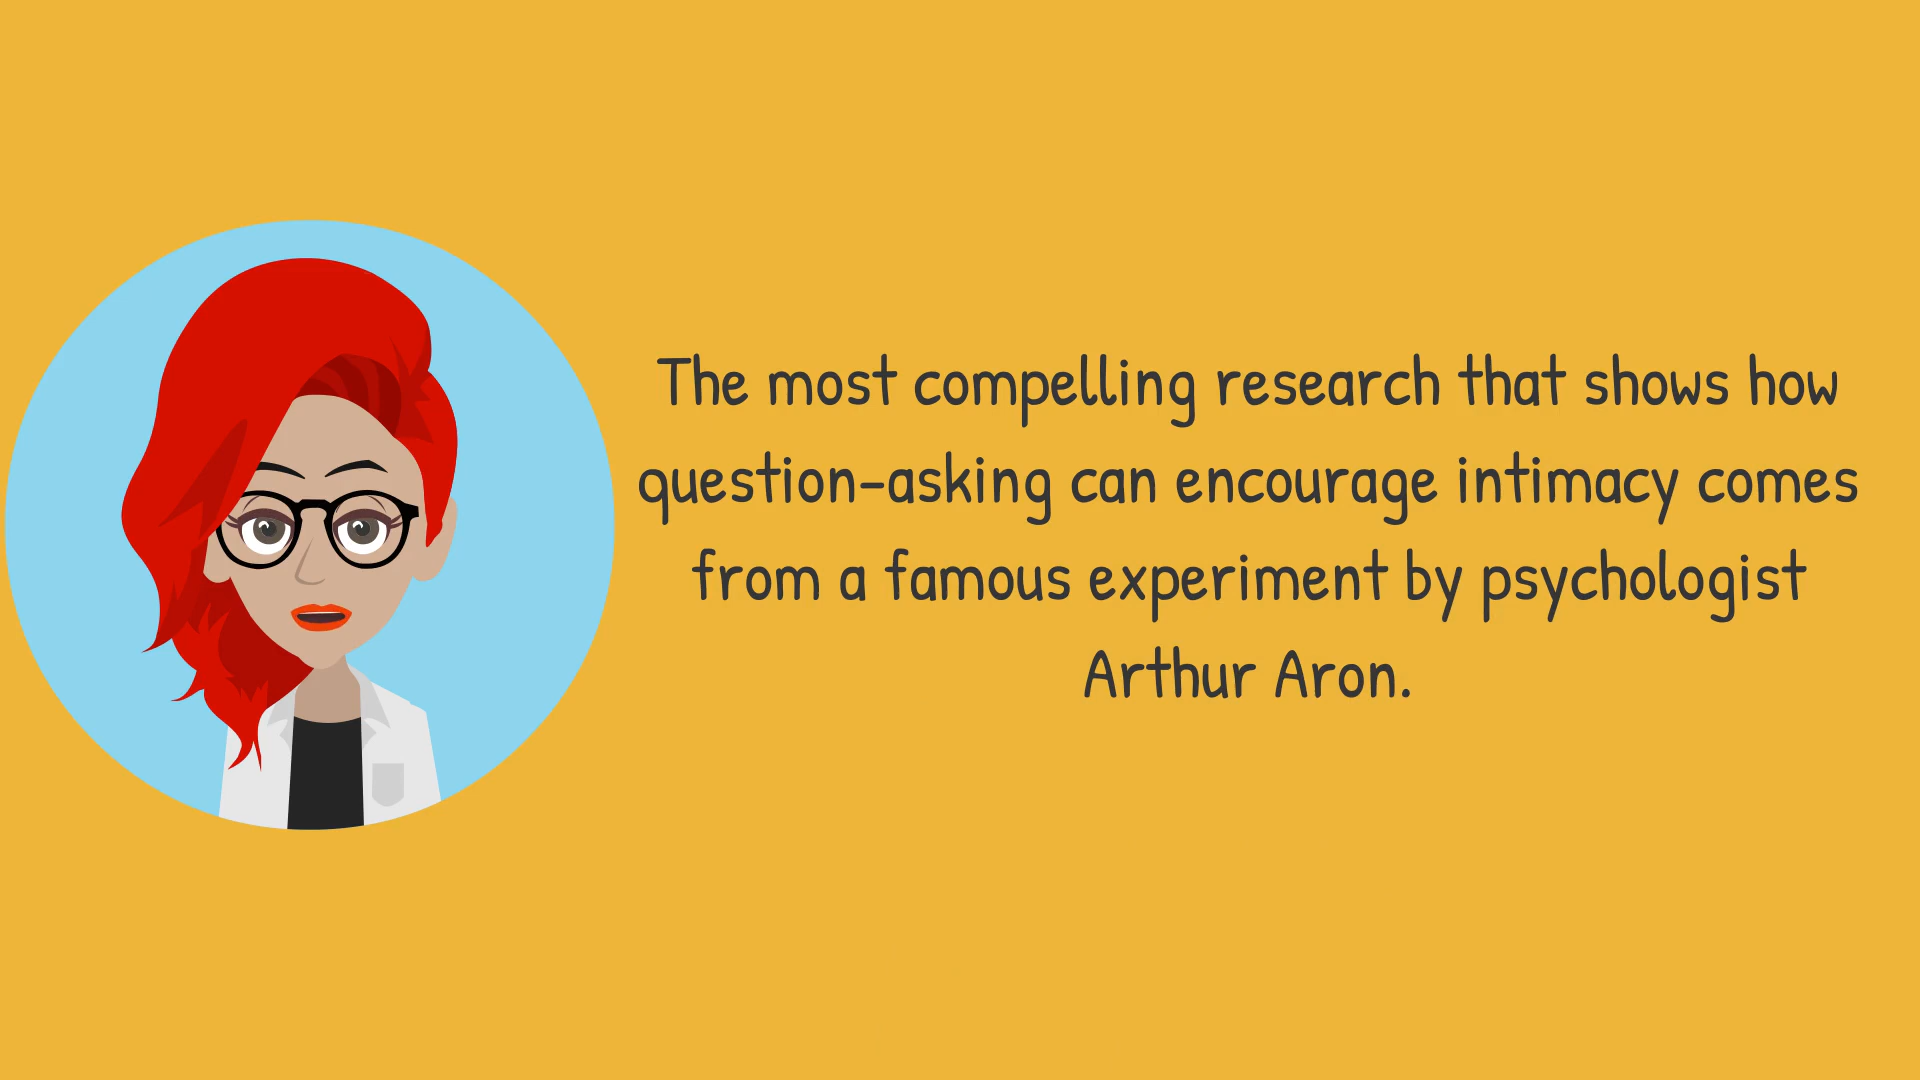 The most compelling research that shows how
question-asking can encourage intimacy comes
from a famous experiment by psychologist
Arthur Aron.